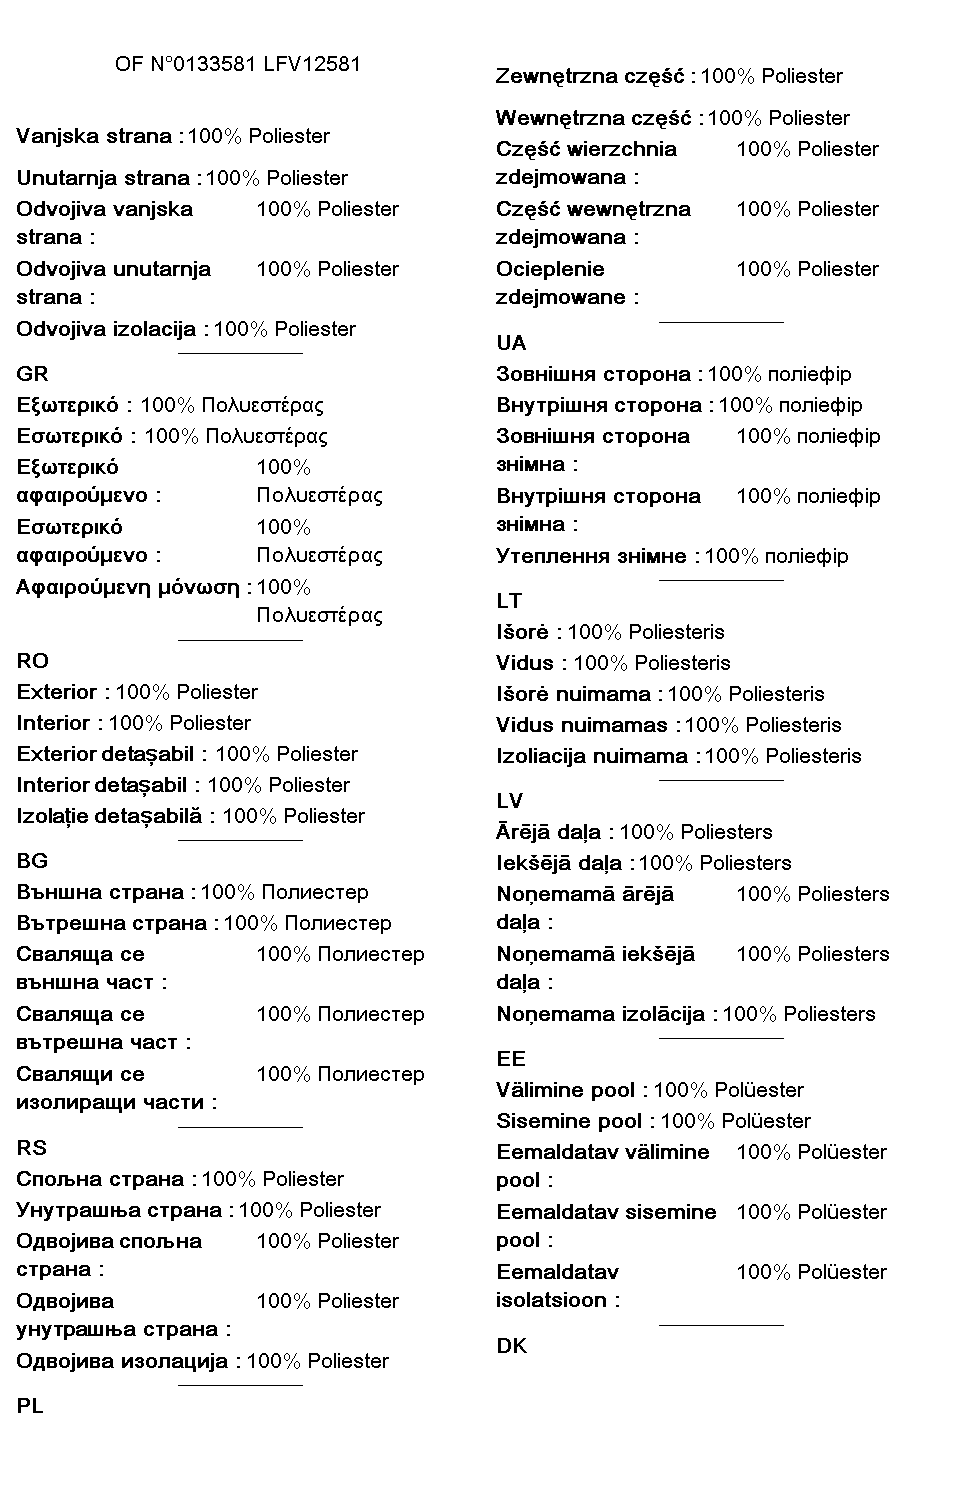 OF N°0133581 LFV12581
Vanjska strana : 100% Poliester
Unutarnja strana : 100% Poliester
Odvojiva vanjska 100% Poliester
strana :
Odvojiva unutarnja 100% Poliester
strana :
Odvojiva izolacija : 100% Poliester
GR
Εξωτερικό : 100% Πολυεστέρας
Εσωτερικό : 100% Πολυεστέρας
Εξωτερικό 100%
αφαιρούμενο : Πολυεστέρας
Εσωτερικό 100%
αφαιρούμενο : Πολυεστέρας
Αφαιρούμενη μόνωση : 100%
Πολυεστέρας
RO
Exterior : 100% Poliester
Interior : 100% Poliester
Exterior detașabil : 100% Poliester
Interior detașabil : 100% Poliester
Izolație detașabilă : 100% Poliester
BG
Външна страна : 100% Полиестер
Вътрешна страна : 100% Полиестер
Сваляща се 100% Полиестер
външна част :
Сваляща се 100% Полиестер
вътрешна част :
Свалящи се 100% Полиестер
изолиращи части :
RS
Спољна страна : 100% Poliester
Унутрашња страна : 100% Poliester
Одвојива спољна 100% Poliester
страна :
Одвојива 100% Poliester
унутрашња страна :
Одвојива изолација : 100% Poliester
PL
Zewnętrzna część : 100% Poliester
Wewnętrzna część : 100% Poliester
Część wierzchnia 100% Poliester
zdejmowana :
Część wewnętrzna 100% Poliester
zdejmowana :
Ocieplenie 100% Poliester
zdejmowane :
UA
Зовнішня сторона : 100% поліефір
Внутрішня сторона : 100% поліефір
Зовнішня сторона 100% поліефір
знімна :
Внутрішня сторона 100% поліефір
знімна :
Утеплення знімне : 100% поліефір
LT
Išorė : 100% Poliesteris
Vidus : 100% Poliesteris
Išorė nuimama : 100% Poliesteris
Vidus nuimamas : 100% Poliesteris
Izoliacija nuimama : 100% Poliesteris
LV
Ārējā daļa : 100% Poliesters
Iekšējā daļa : 100% Poliesters
Noņemamā ārējā 100% Poliesters
daļa :
Noņemamā iekšējā 100% Poliesters
daļa :
Noņemama izolācija : 100% Poliesters
EE
Välimine pool : 100% Polüester
Sisemine pool : 100% Polüester
Eemaldatav välimine 100% Polüester
pool :
Eemaldatav sisemine 100% Polüester
pool :
Eemaldatav 100% Polüester
isolatsioon :
DK